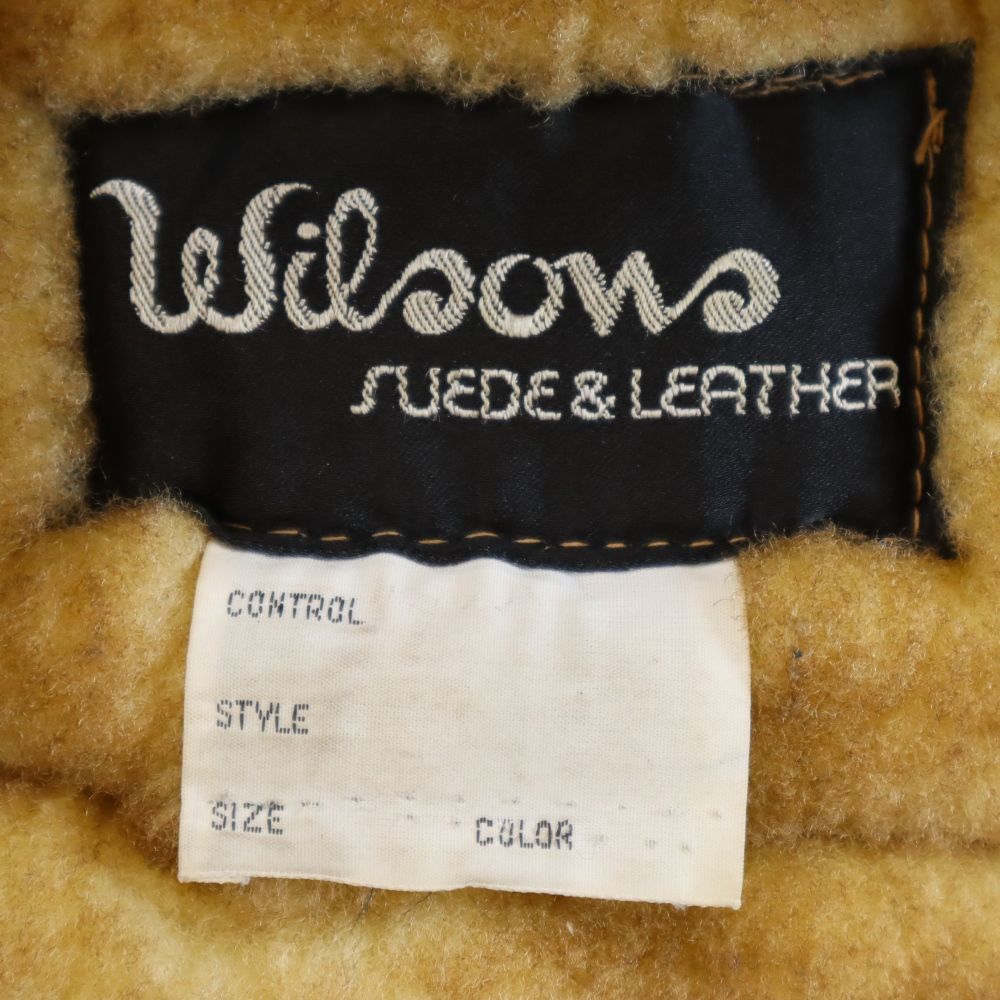 Wilsons
SUEDE & LEATHER
CONTROL
STYLE
SIZE COLOR